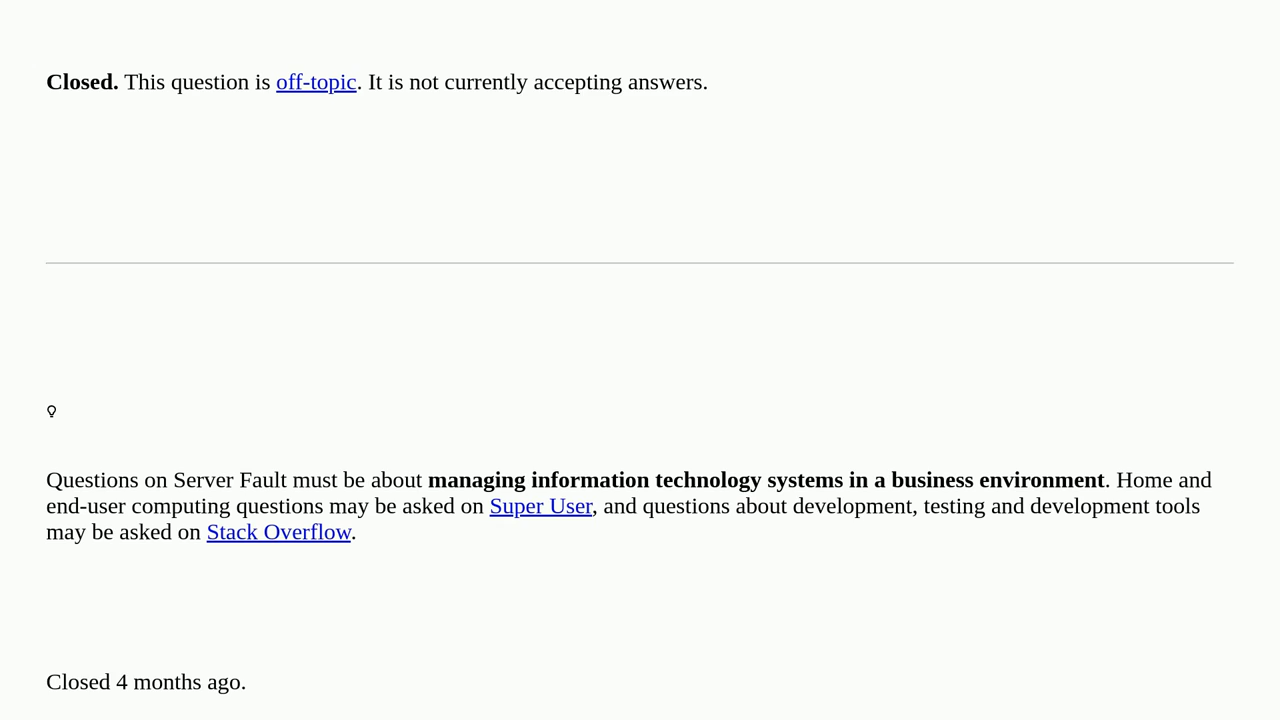 Closed. This question is off-topic. It is not currently accepting answers.
Questions on Server Fault must be about managing information technology systems in a business environment. Home and
end-user computing questions may be asked on Super User, and questions about development, testing and development tools
may be asked on Stack Overflow.
Closed 4 months ago.